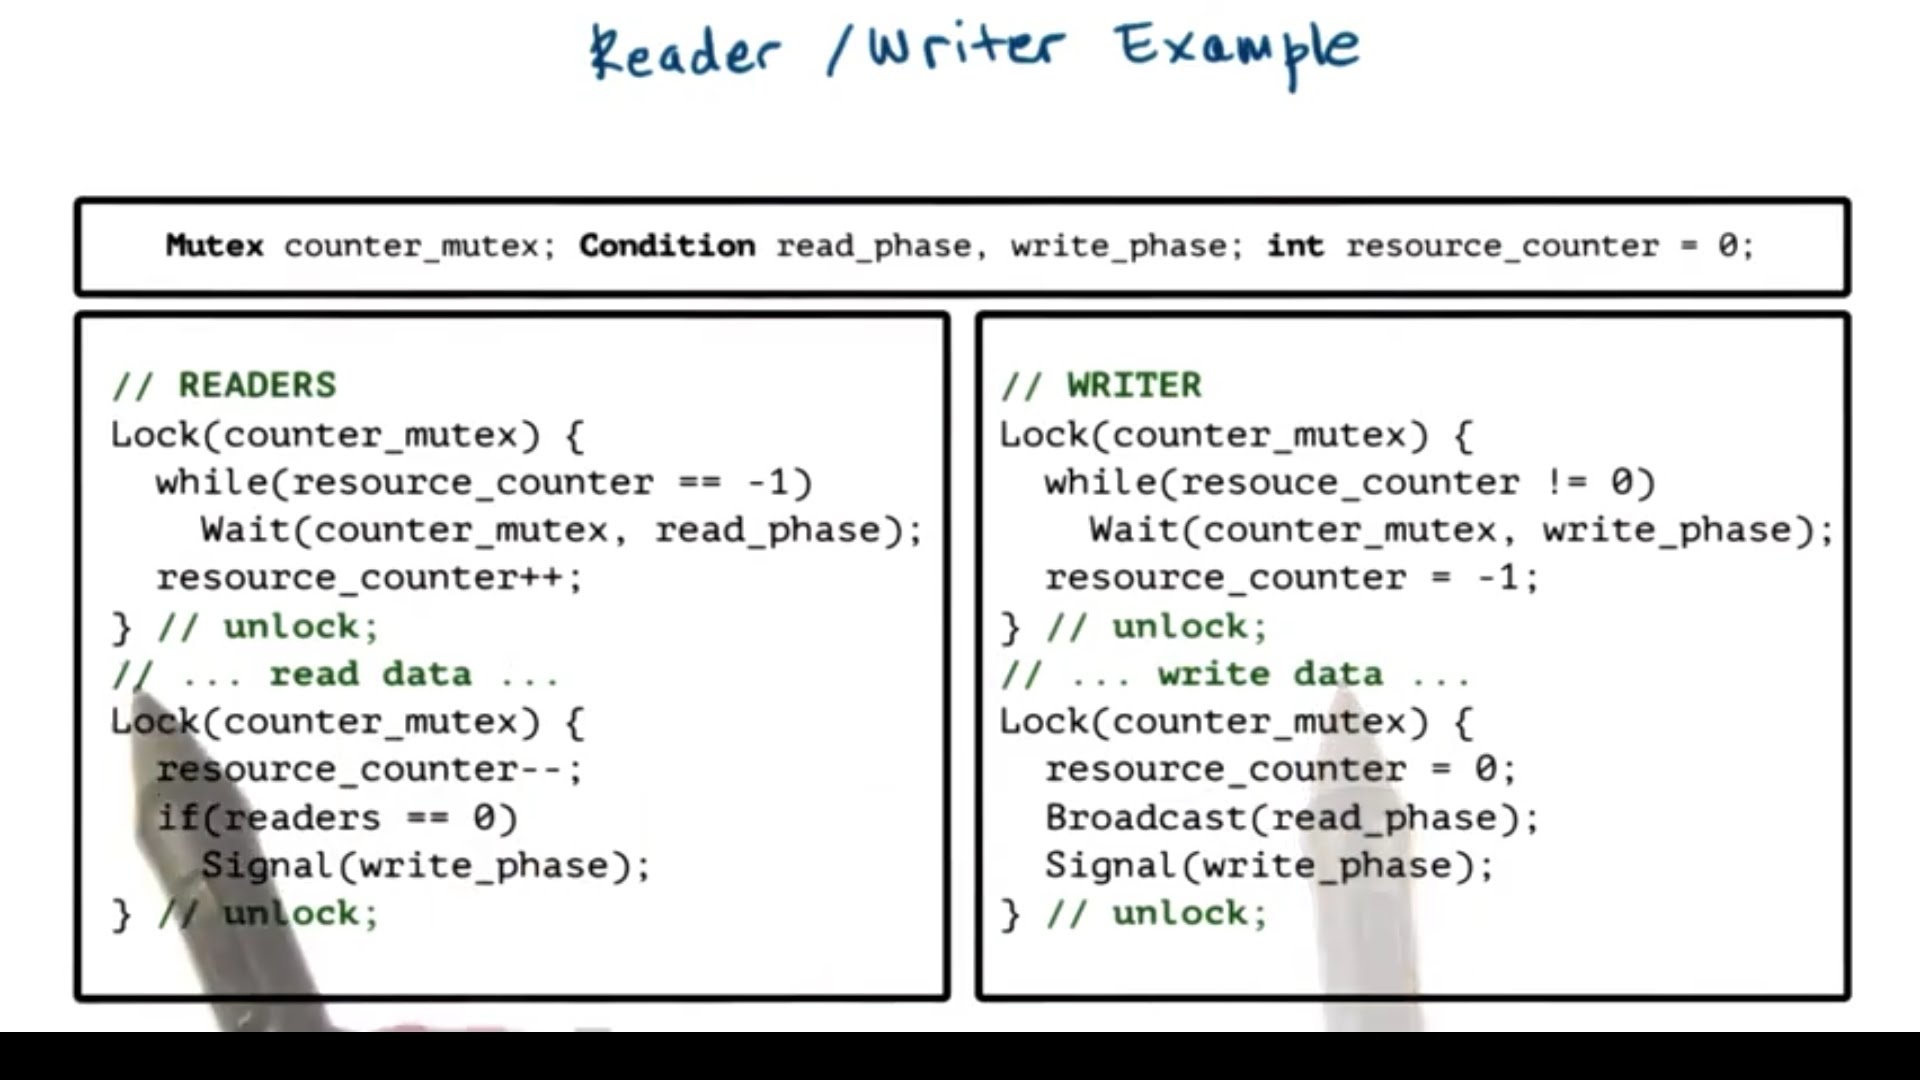 Reader / Writer Example
Mutex counter_mutex; Condition read_phase, write_phase; int resource_counter = 0;
// READERS
Lock(counter_mutex) {
while(resource_counter == -1)
Wait(counter_mutex, read_phase);
resource_counter++;
} // unlock;
// ... read data ...
Lock(counter_mutex) {
resource_counter--;
if(readers == 0)
Signal(write_phase);
} // unlock;
// WRITER
Lock(counter_mutex) {
while(resouce_counter != 0)
Wait(counter_mutex, write_phase);
resource_counter = -1;
} // unlock;
// ... write data ...
Lock(counter_mutex) {
resource_counter = 0;
Broadcast(read_phase);
Signal(write_phase);
} // unlock;